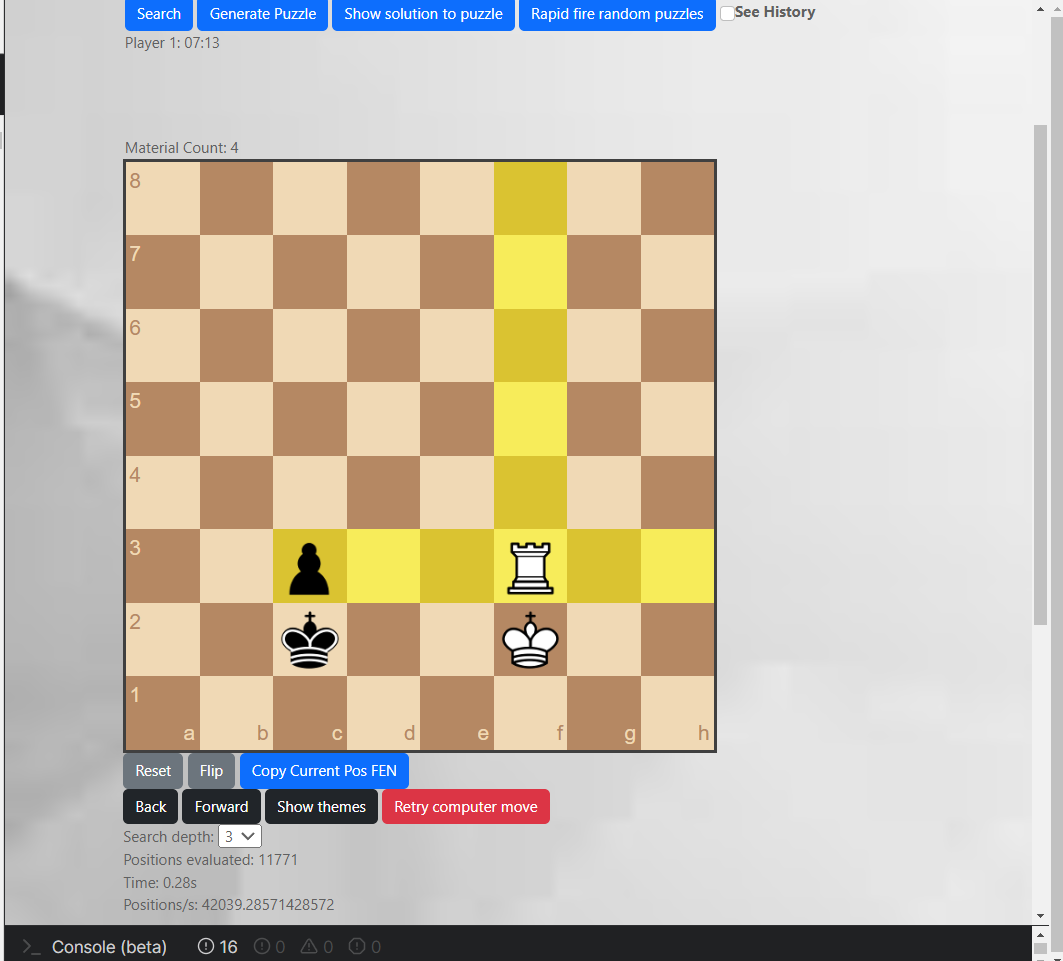 Search Generate Puzzle Show solution to puzzle Rapid fire random puzzles See History
Player 1: 07:13
Material Count: 4
8
7
6
5
4
3
2
1
a b c d e f g h
Reset Flip Copy Current Pos FEN
Back Forward Show themes Retry computer move
Search depth: 3
Positions evaluated: 11771
Time: 0.28s
Positions/s: 42039.28571428572
>_ Console (beta) 16 0 0 0